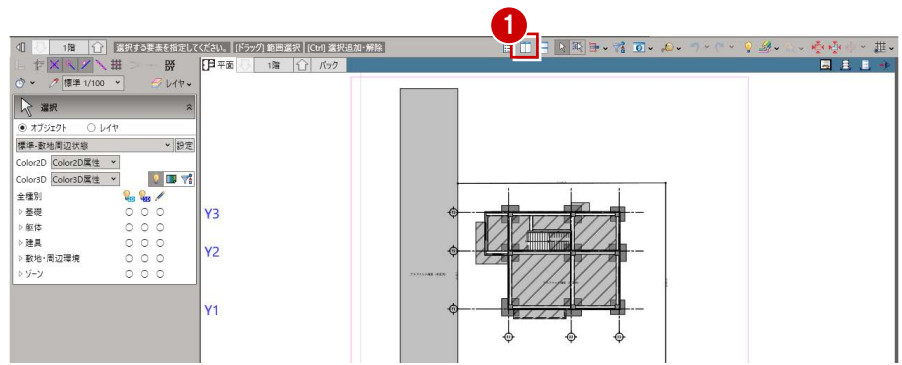 1
1階 選択する要素を指定してください。 [ドラッグ] 範囲選択 [Ctrl] 選択追加・解除
平面 1階 バック
標準 1/100 レイヤ
選択
オブジェクト レイヤ
標準-敷地周辺状態 設定
Color2D Color2D属性
Color3D Color3D属性
全種別
基礎
躯体
建具
敷地・周辺環境
ゾーン
Y3
Y2
Y1